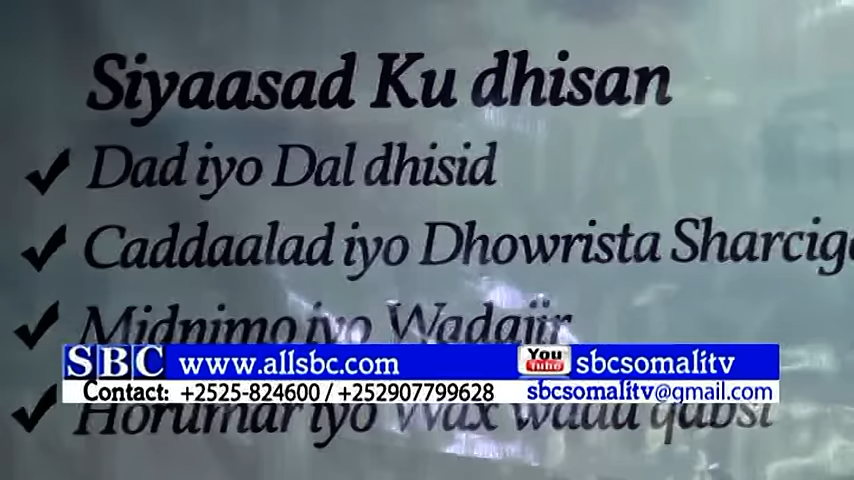 Siyaasad Ku dhisan
✓ Dad iyo Dal dhisid
✓ Caddaalad iyo Dhowrista
✓ Midnimo iyo Wadajir
SBC www.allsbc.com You Tube sbcsomalitv
Contact: +2525-824600 / +252907799628 sbcsomalitv@gmail.com
✓ Horumar iyo Wax wada qabsi